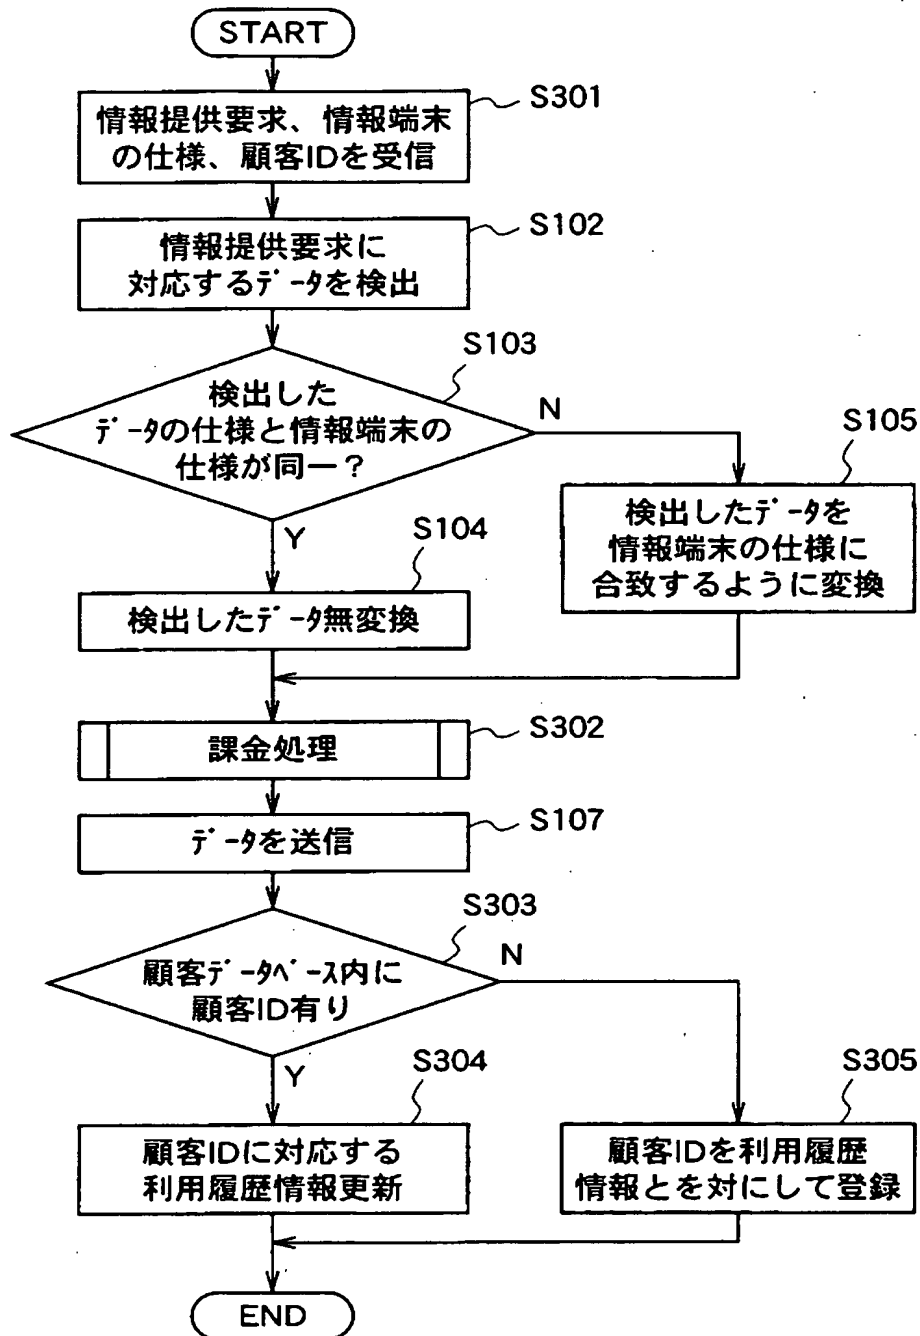 START
S301
情報提供要求、情報端末
の仕様、顧客IDを受信
S102
情報提供要求に
対応するﾃﾞｰﾀを検出
S103
検出した
ﾃﾞｰﾀの仕様と情報端末の
仕様が同一?
N
Y
S105
検出したﾃﾞｰﾀを
情報端末の仕様に
合致するように変換
S104
検出したﾃﾞｰﾀ無変換
S302
課金処理
S107
ﾃﾞｰﾀを送信
S303
顧客ﾃﾞｰﾀﾍﾞｰｽ内に
顧客ID有り
N
Y
S304
顧客IDに対応する
利用履歴情報更新
S305
顧客IDを利用履歴
情報とを対にして登録
END